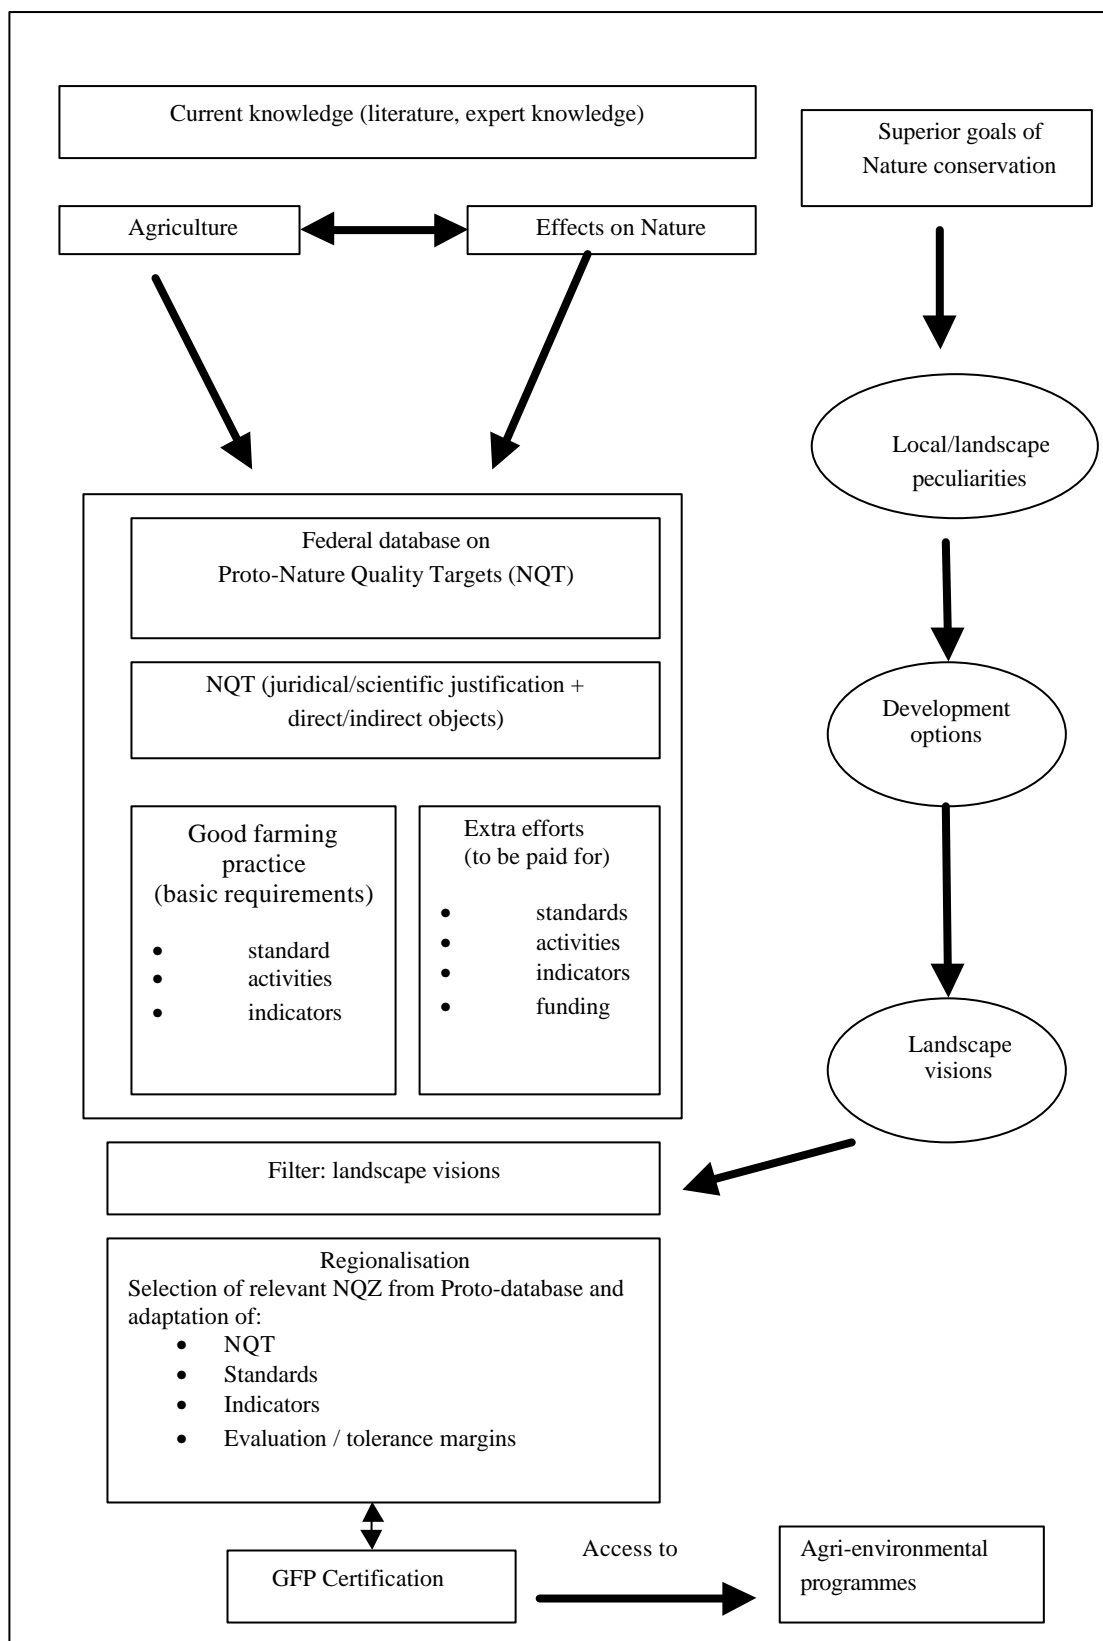 Current knowledge (literature, expert knowledge)
Superior goals of
Nature conservation
Agriculture
Effects on Nature
Local/landscape
peculiarities
Federal database on
Proto-Nature Quality Targets (NQT)
NQT (juridical/scientific justification +
direct/indirect objects)
Development
options
Good farming
practice
(basic requirements)
• standard
• activities
• indicators
Extra efforts
(to be paid for)
• standards
• activities
• indicators
• funding
Landscape
visions
Filter: landscape visions
Regionalisation
Selection of relevant NQZ from Proto-database and
adaptation of:
• NQT
• Standards
• Indicators
• Evaluation / tolerance margins
GFP Certification
Access to
Agri-environmental
programmes